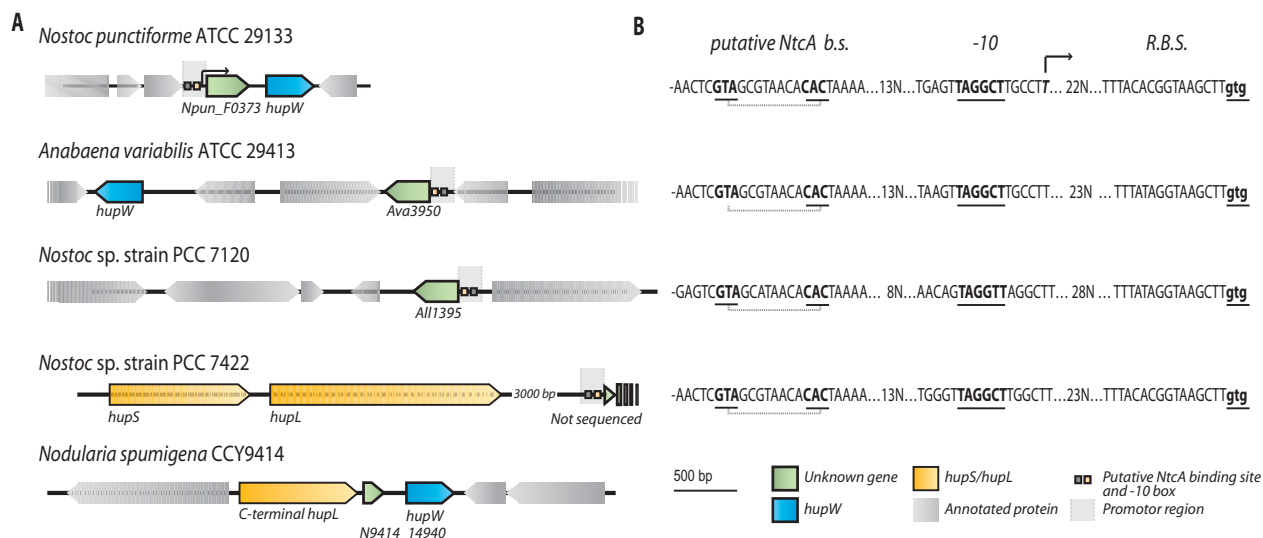 A
Nostoc punctiforme ATCC 29133
Npun_F0373 hupW
Anabaena variabilis ATCC 29413
hupW
Ava3950
Nostoc sp. strain PCC 7120
All1395
Nostoc sp. strain PCC 7422
3000 bp
hupS
hupL
Not sequenced
Nodularia spumigena CCY9414
C-terminal hupL
N9414
hupW
14940
B
putative NtcA b.s. -10 R.B.S.
-AACTCGTAGCGTAACACACTAAAA...13N...TGAGTTAGGCTTGCCTT... 22N...TTTACACGGTAAGCTTgtg
-AACTCGTAGCGTAACACACTAAAA...13N...TAAGTTAGGCTTGCCTT... 23N ... TTTATAGGTAAGCTTgtg
-GAGTCGTAGCATAACACACTAAAA... 8N...AACAGTAGGTTAGGCTT... 28N ... TTTATAGGTAAGCTTgtg
-AACTCGTAGCGTAACACACTAAAA...13N...TGGGTTAGGCTTGGCTT...23N...TTTACACGGTAAGCTTgtg
500 bp
Unknown gene
hupW
hupS/hupL
Annotated protein
Putative NtcA binding site
and -10 box
Promotor region